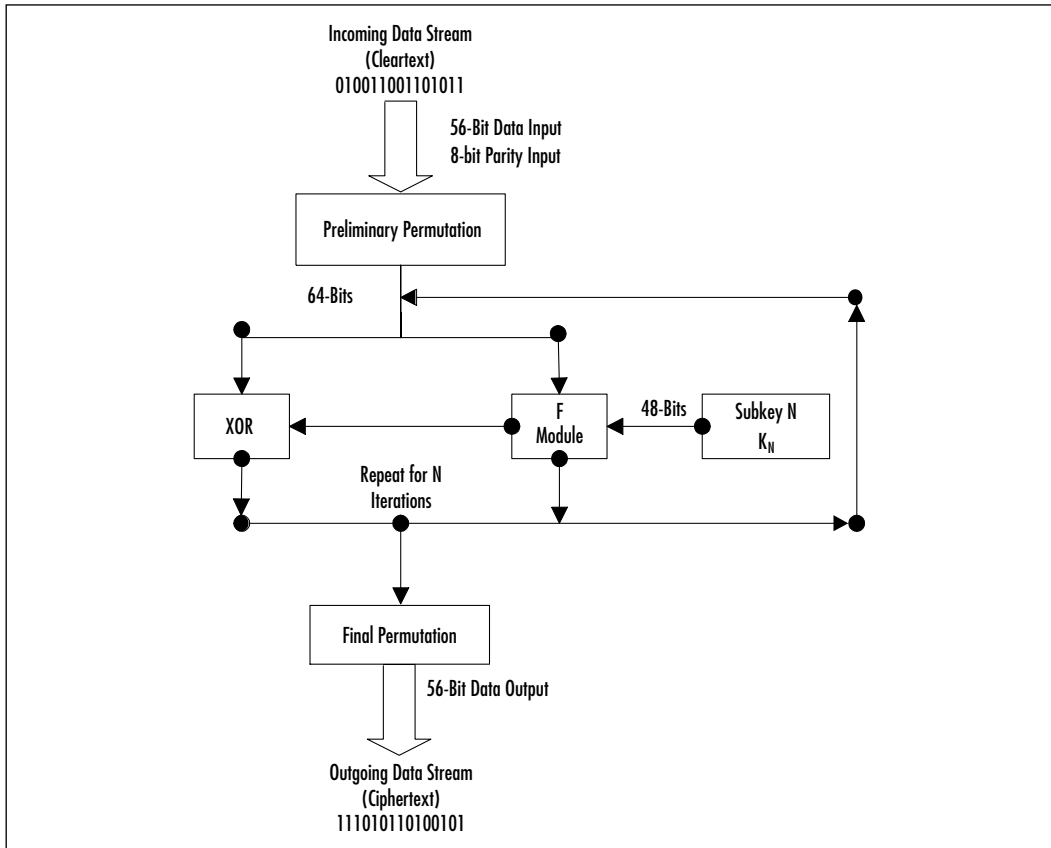 Incoming Data Stream
(Cleartext)
010011001101011
56-Bit Data Input
8-bit Parity Input
Preliminary Permutation
64-Bits
XOR
F
Module
48-Bits
Subkey N
K_N
Repeat for N
Iterations
Final Permutation
56-Bit Data Output
Outgoing Data Stream
(Ciphertext)
111010110100101